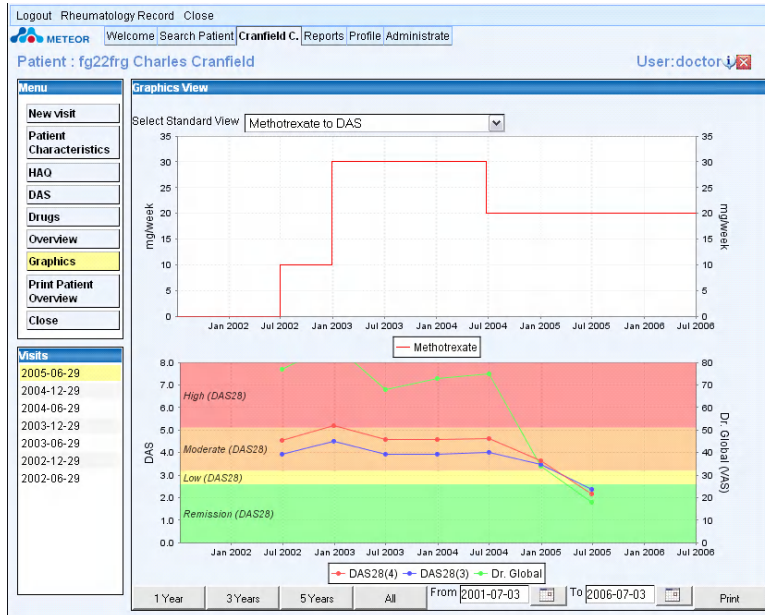 Logout Rheumatology Record Close
METEOR Welcome Search Patient Cranfield C. Reports Profile Administrate
Patient : fg22frg Charles Cranfield User:doctor
Menu
New visit
Patient
Characteristics
HAQ
DAS
Drugs
Overview
Graphics
Print Patient
Overview
Close
Visits
2005-06-29
2004-12-29
2004-06-29
2003-12-29
2003-06-29
2002-12-29
2002-06-29
Graphics View
Select Standard View Methotrexate to DAS
35 35
30 30
25 25
20 20
15 15
10 10
5 5
0 0
mg/week
mg/week
Jan 2002 Jul 2002 Jan 2003 Jul 2003 Jan 2004 Jul 2004 Jan 2005 Jul 2005 Jan 2006 Jul 2006
Methotrexate
8.0 80
7.0 70
High (DAS28)
6.0 60
5.0 50
Moderate (DAS28)
4.0 40
3.0 30
Low (DAS28)
2.0 20
Remission (DAS28)
1.0 10
0.0 0
DAS
Dr. Global (VAS)
Jan 2002 Jul 2002 Jan 2003 Jul 2003 Jan 2004 Jul 2004 Jan 2005 Jul 2005 Jan 2006 Jul 2006
DAS28(4) DAS28(3) Dr. Global
1 Year 3 Years 5 Years All From 2001-07-03 To 2006-07-03 Print